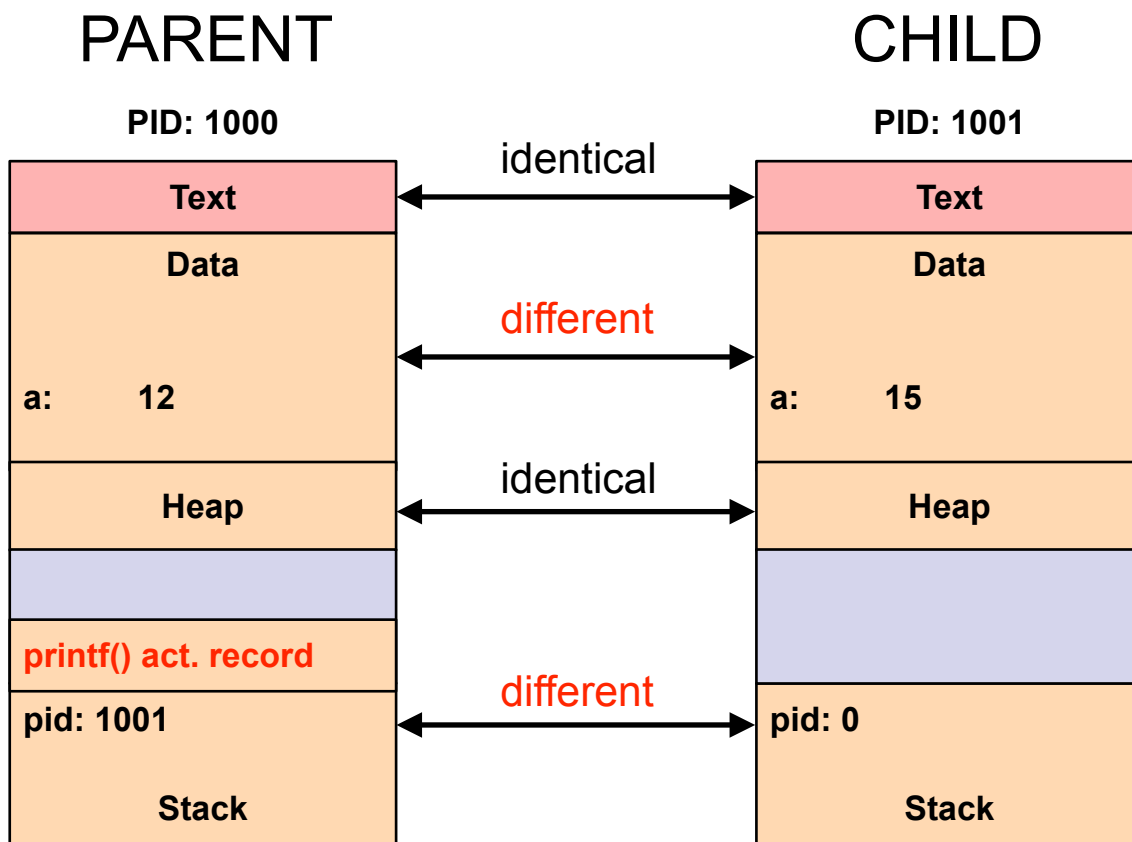 PARENT CHILD
PID: 1000 PID: 1001
identical
Text Text
Data Data
different
a: 12 a: 15
identical
Heap Heap
printf() act. record
different
pid: 1001 pid: 0
Stack Stack